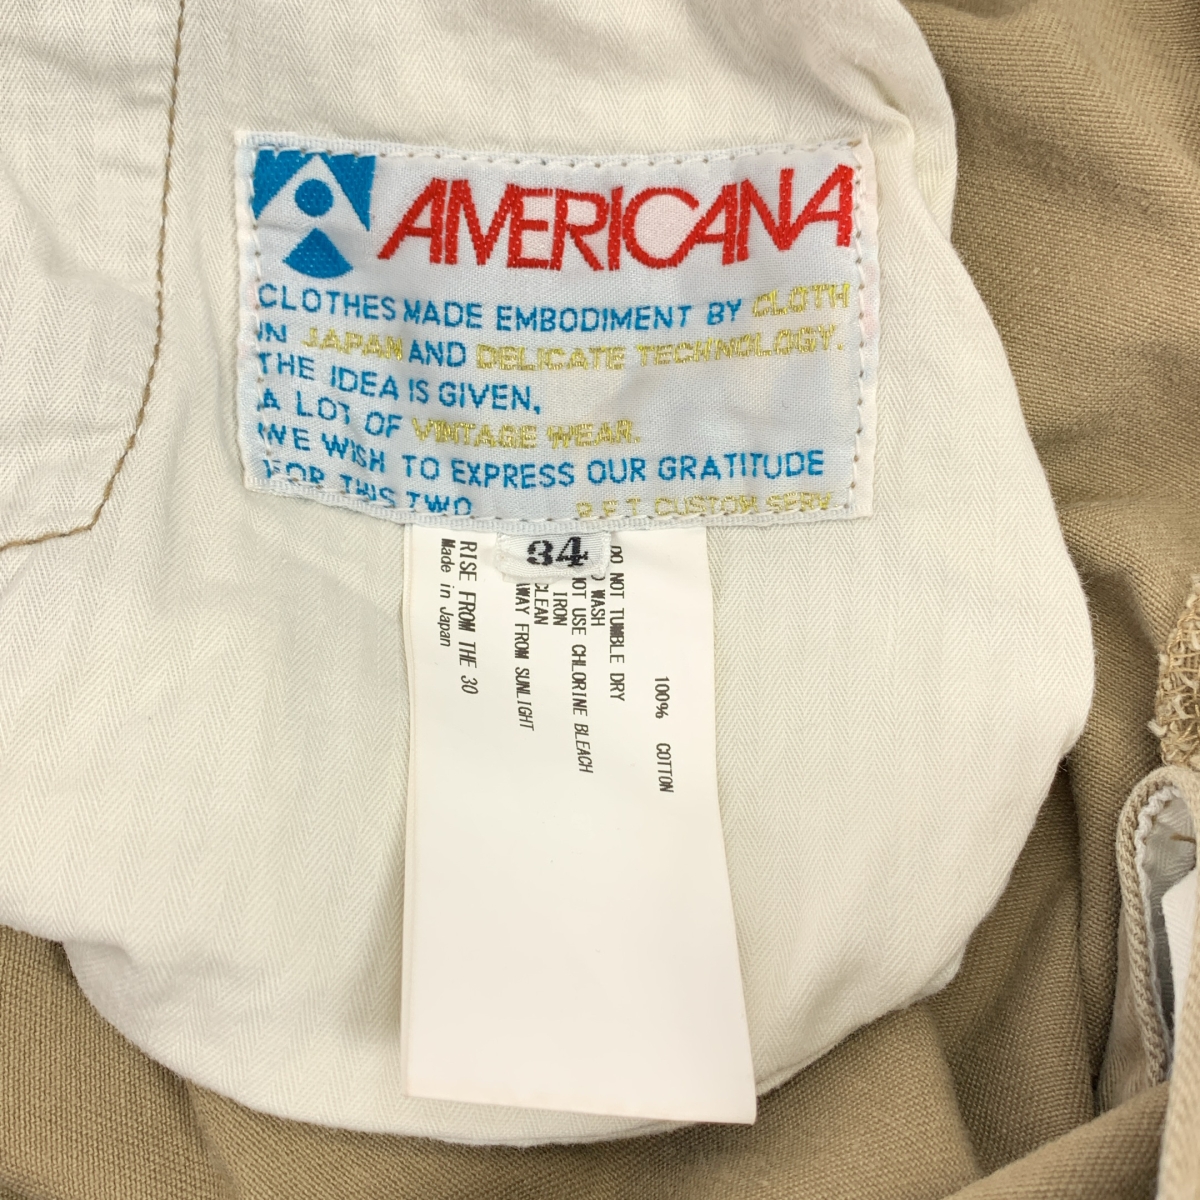 AMERICANA
CLOTHES MADE EMBODIMENT BY CLOTH
IN JAPAN AND DELICATE TECHNOLOGY.
THE IDEA IS GIVEN,
A LOT OF VINTAGE WEAR.
WE WISH TO EXPRESS OUR GRATITUDE
FOR THIS TWO
CUSTOM SERV
34
100% COTTON
DO NOT TUMBLE DRY
WASH
NOT USE CHLORINE BLEACH
IRON
CLEAN
AWAY FROM SUNLIGHT
RISE FROM THE 30
Made in Japan